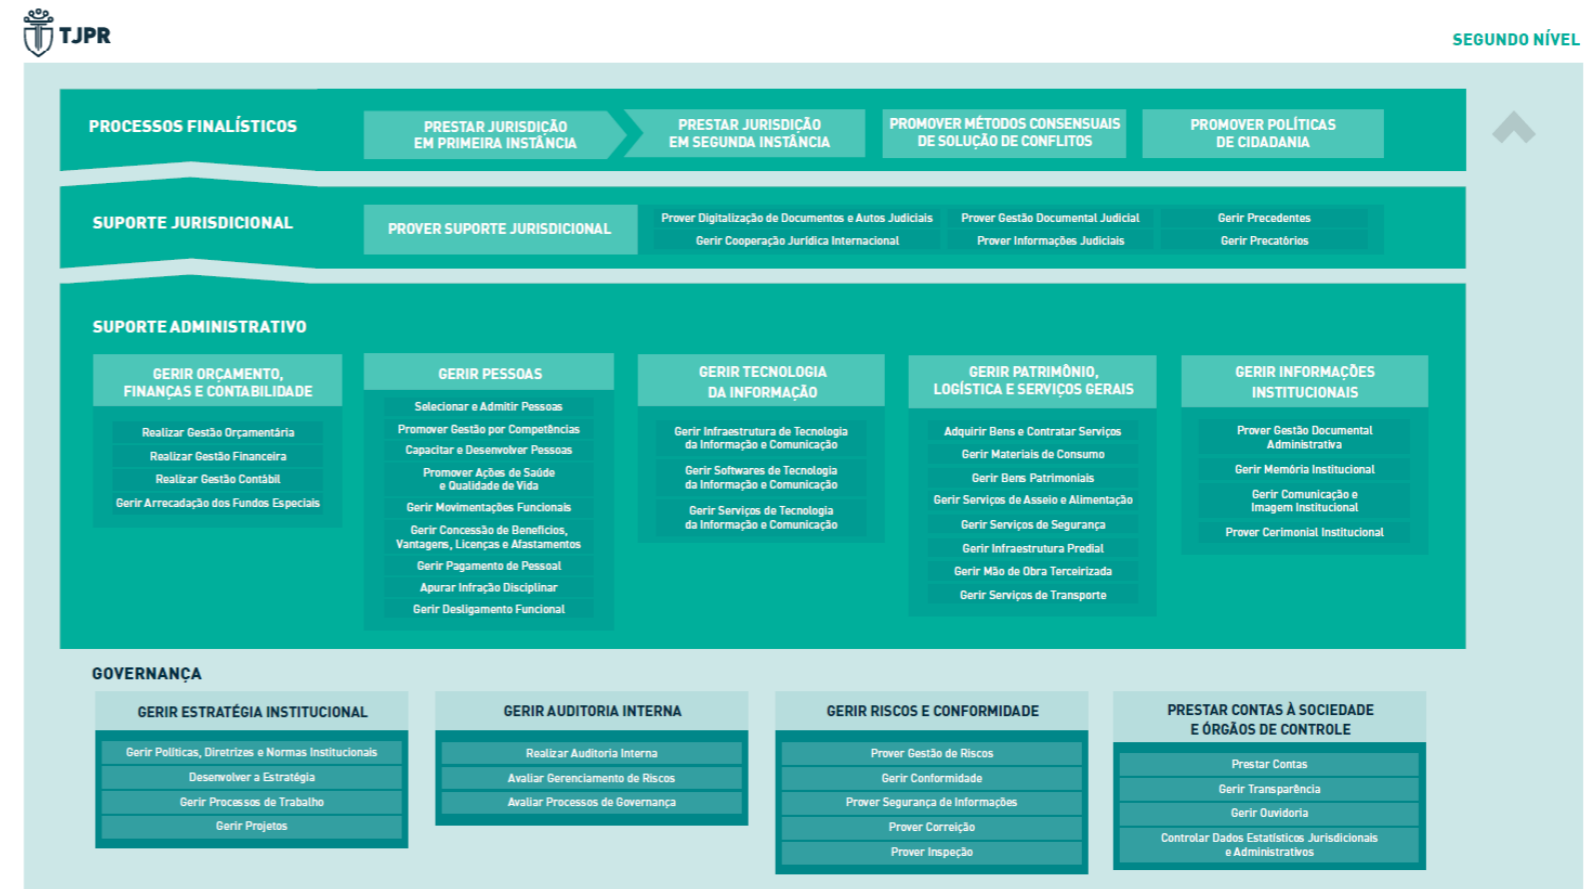 TJPR
SEGUNDO NÍVEL
PROCESSOS FINALÍSTICOS
PRESTAR JURISDIÇÃO
EM PRIMEIRA INSTÂNCIA
PRESTAR JURISDIÇÃO
EM SEGUNDA INSTÂNCIA
PROMOVER MÉTODOS CONSENSUAIS
DE SOLUÇÃO DE CONFLITOS
PROMOVER POLÍTICAS
DE CIDADANIA
SUPORTE JURISDICIONAL
PROVER SUPORTE JURISDICIONAL
Prover Digitalização de Documentos e Autos Judiciais
Gerir Cooperação Jurídica Internacional
Prover Gestão Documental Judicial
Prover Informações Judiciais
Gerir Precedentes
Gerir Precatórios
SUPORTE ADMINISTRATIVO
GERIR ORÇAMENTO,
FINANÇAS E CONTABILIDADE
Realizar Gestão Orçamentária
Realizar Gestão Financeira
Realizar Gestão Contábil
Gerir Arrecadação dos Fundos Especiais
GERIR PESSOAS
Selecionar e Admitir Pessoas
Promover Gestão por Competências
Capacitar e Desenvolver Pessoas
Promover Ações de Saúde
e Qualidade de Vida
Gerir Movimentações Funcionais
Gerir Concessão de Benefícios,
Vantagens, Licenças e Afastamentos
Gerir Pagamento de Pessoal
Apurar Infração Disciplinar
Gerir Desligamento Funcional
GERIR TECNOLOGIA
DA INFORMAÇÃO
Gerir Infraestrutura de Tecnologia
da Informação e Comunicação
Gerir Softwares de Tecnologia
da Informação e Comunicação
Gerir Serviços de Tecnologia
da Informação e Comunicação
GERIR PATRIMÔNIO,
LOGÍSTICA E SERVIÇOS GERAIS
Adquirir Bens e Contratar Serviços
Gerir Materiais de Consumo
Gerir Bens Patrimoniais
Gerir Serviços de Asseio e Alimentação
Gerir Serviços de Segurança
Gerir Infraestrutura Predial
Gerir Mão de Obra Terceirizada
Gerir Serviços de Transporte
GERIR INFORMAÇÕES
INSTITUCIONAIS
Prover Gestão Documental
Administrativa
Gerir Memória Institucional
Gerir Comunicação e
Imagem Institucional
Prover Cerimonial Institucional
GOVERNANÇA
GERIR ESTRATÉGIA INSTITUCIONAL
Gerir Políticas, Diretrizes e Normas Institucionais
Desenvolver a Estratégia
Gerir Processos de Trabalho
Gerir Projetos
GERIR AUDITORIA INTERNA
Realizar Auditoria Interna
Avaliar Gerenciamento de Riscos
Avaliar Processos de Governança
GERIR RISCOS E CONFORMIDADE
Prover Gestão de Riscos
Gerir Conformidade
Prover Segurança de Informações
Prover Correição
Prover Inspeção
PRESTAR CONTAS À SOCIEDADE
E ÓRGÃOS DE CONTROLE
Prestar Contas
Gerir Transparência
Gerir Ouvidoria
Controlar Dados Estatísticos Jurisdicionais
e Administrativos